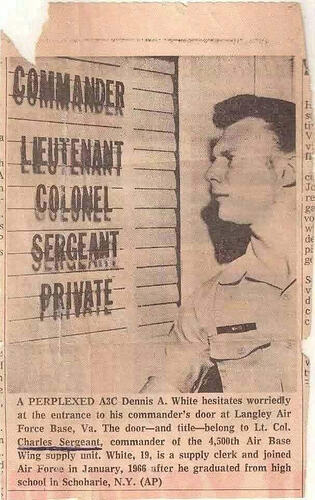 COMMANDER
LIEUTENANT
COLONEL
SERGEANT
PRIVATE
WHITE
A PERPLEXED A3C Dennis A. White hesitates worriedly
at the entrance to his commander's door at Langley Air
Force Base, Va. The door—and title—belong to Lt. Col.
Charles Sergeant, commander of the 4,500th Air Base
Wing supply unit. White, 19, is a supply clerk and joined
Air Force in January, 1966 after he graduated from high
school in Schoharie, N.Y. (AP)